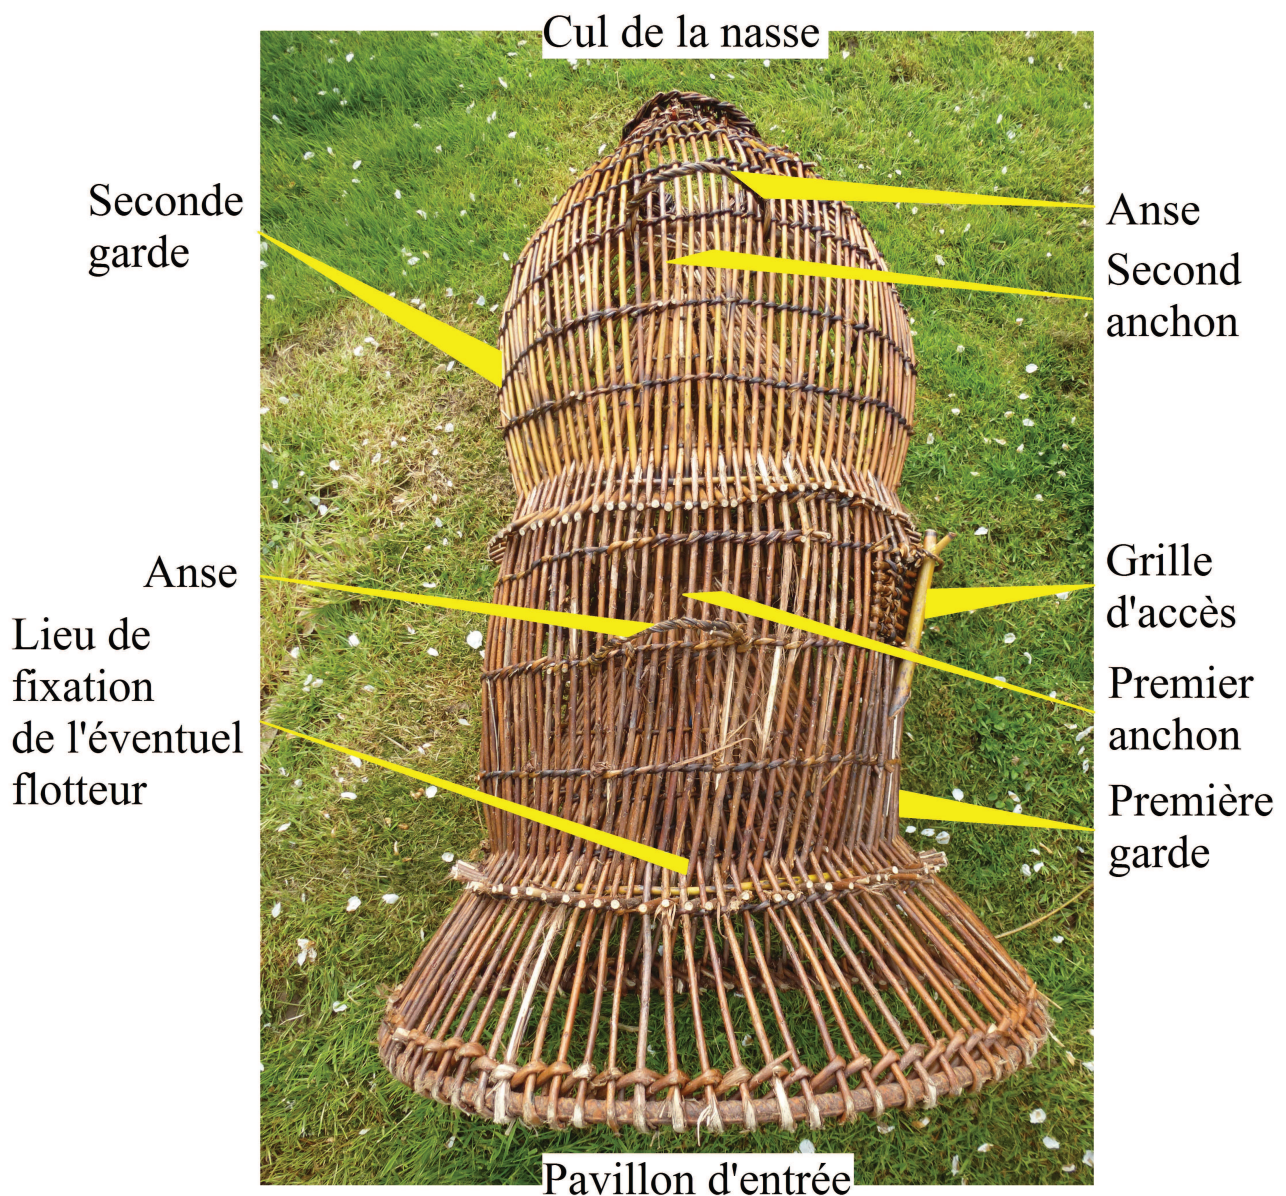 Cul de la nasse
Seconde
garde
Anse
Second
anchon
Anse
Lieu de
fixation
de l'éventuel
flotteur
Grille
d'accès
Premier
anchon
Première
garde
Pavillon d'entrée